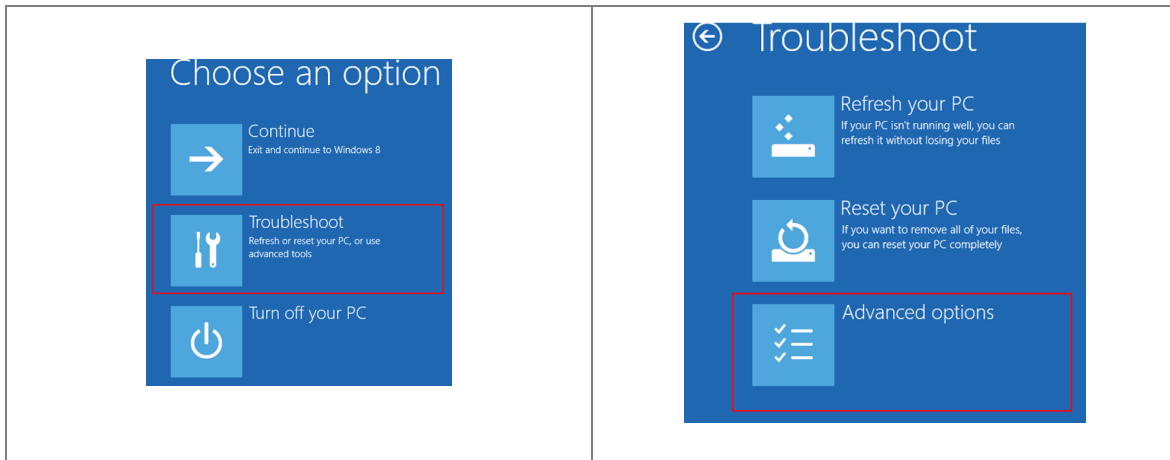 Choose an option
Continue
Exit and continue to Windows 8
Troubleshoot
Refresh or reset your PC, or use
advanced tools
Turn off your PC
Troubleshoot
Refresh your PC
If your PC isn't running well, you can
refresh it without losing your files
Reset your PC
If you want to remove all of your files,
you can reset your PC completely
Advanced options